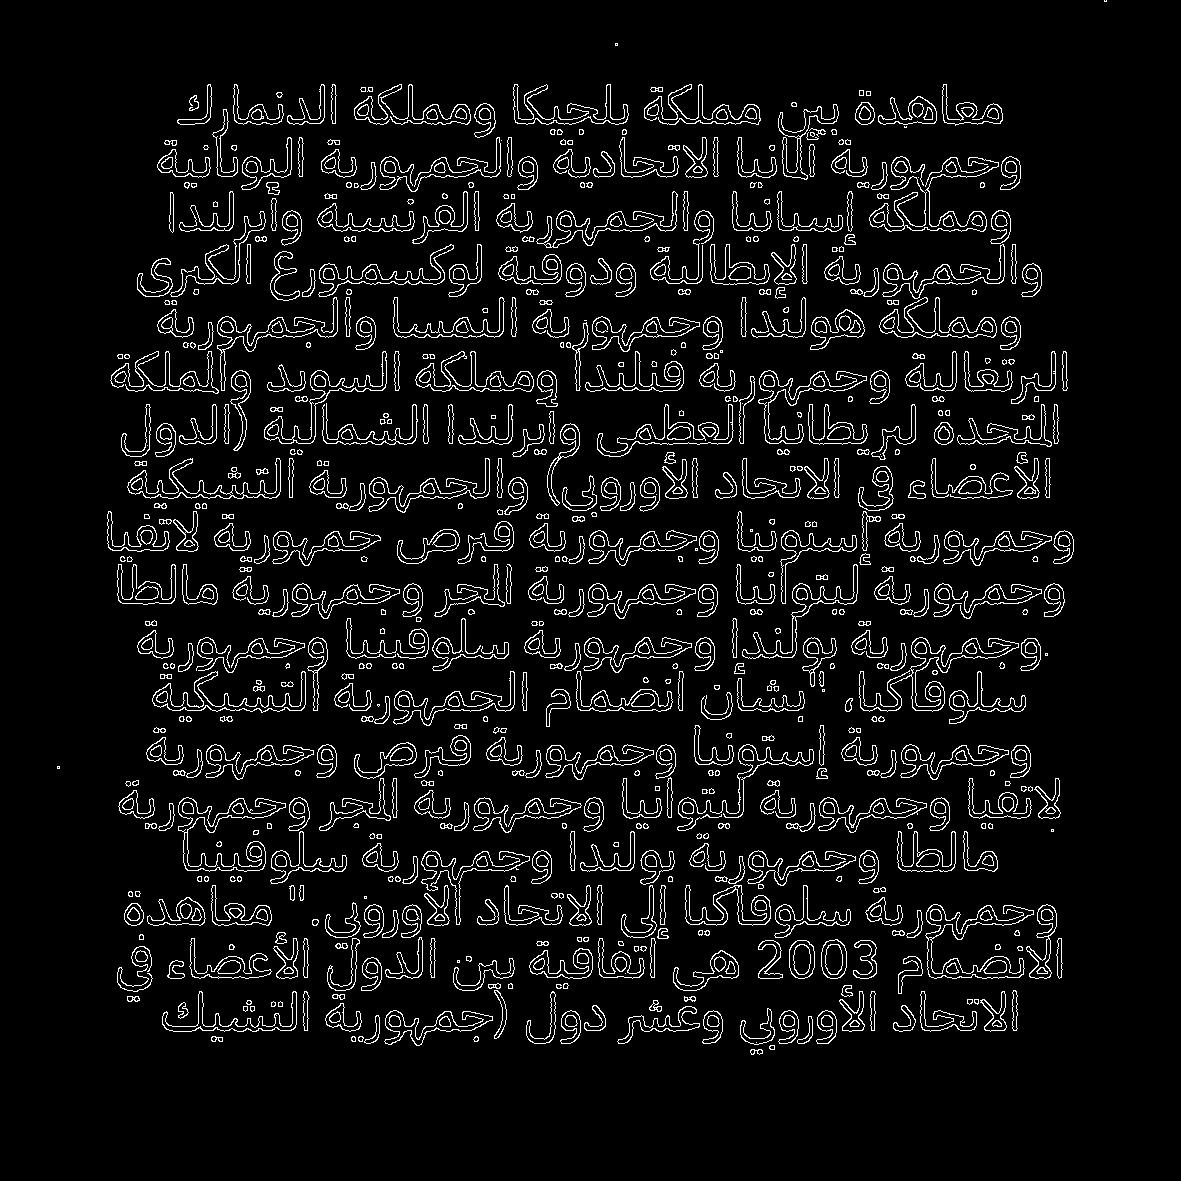 معاهدة بين مملكة بلجيكا ومملكة الدنمارك
وجمهورية ألمانيا الاتحادية والجمهورية اليونانية
ومملكة إسبانيا والجمهورية الفرنسية وأيرلندا
والجمهورية الإيطالية ودوقية لوكسمبورغ الكبرى
ومملكة هولندا وجمهورية النمسا والجمهورية
البرتغالية وجمهورية فنلندا ومملكة السويد والمملكة
المتحدة لبريطانيا العظمى وأيرلندا الشمالية (الدول
الأعضاء في الاتحاد الأوروبي) والجمهورية التشيكية
وجمهورية إستونيا وجمهورية قبرص جمهورية لاتفيا
وجمهورية ليتوانيا وجمهورية المجر وجمهورية مالطا
وجمهورية بولندا وجمهورية سلوفينيا وجمهورية.
سلوفاكيا، "بشأن انضمام الجمهورية التشيكية
وجمهورية إستونيا وجمهورية قبرص وجمهورية
لاتفيا وجمهورية ليتوانيا وجمهورية المجر وجمهورية
مالطا وجمهورية بولندا وجمهورية سلوفينيا
وجمهورية سلوفاكيا إلى الاتحاد الأوروبي." معاهدة
الانضمام 2003 هي اتفاقية بين الدول الأعضاء في
الاتحاد الأوروبي وعشر دول (جمهورية التشيك